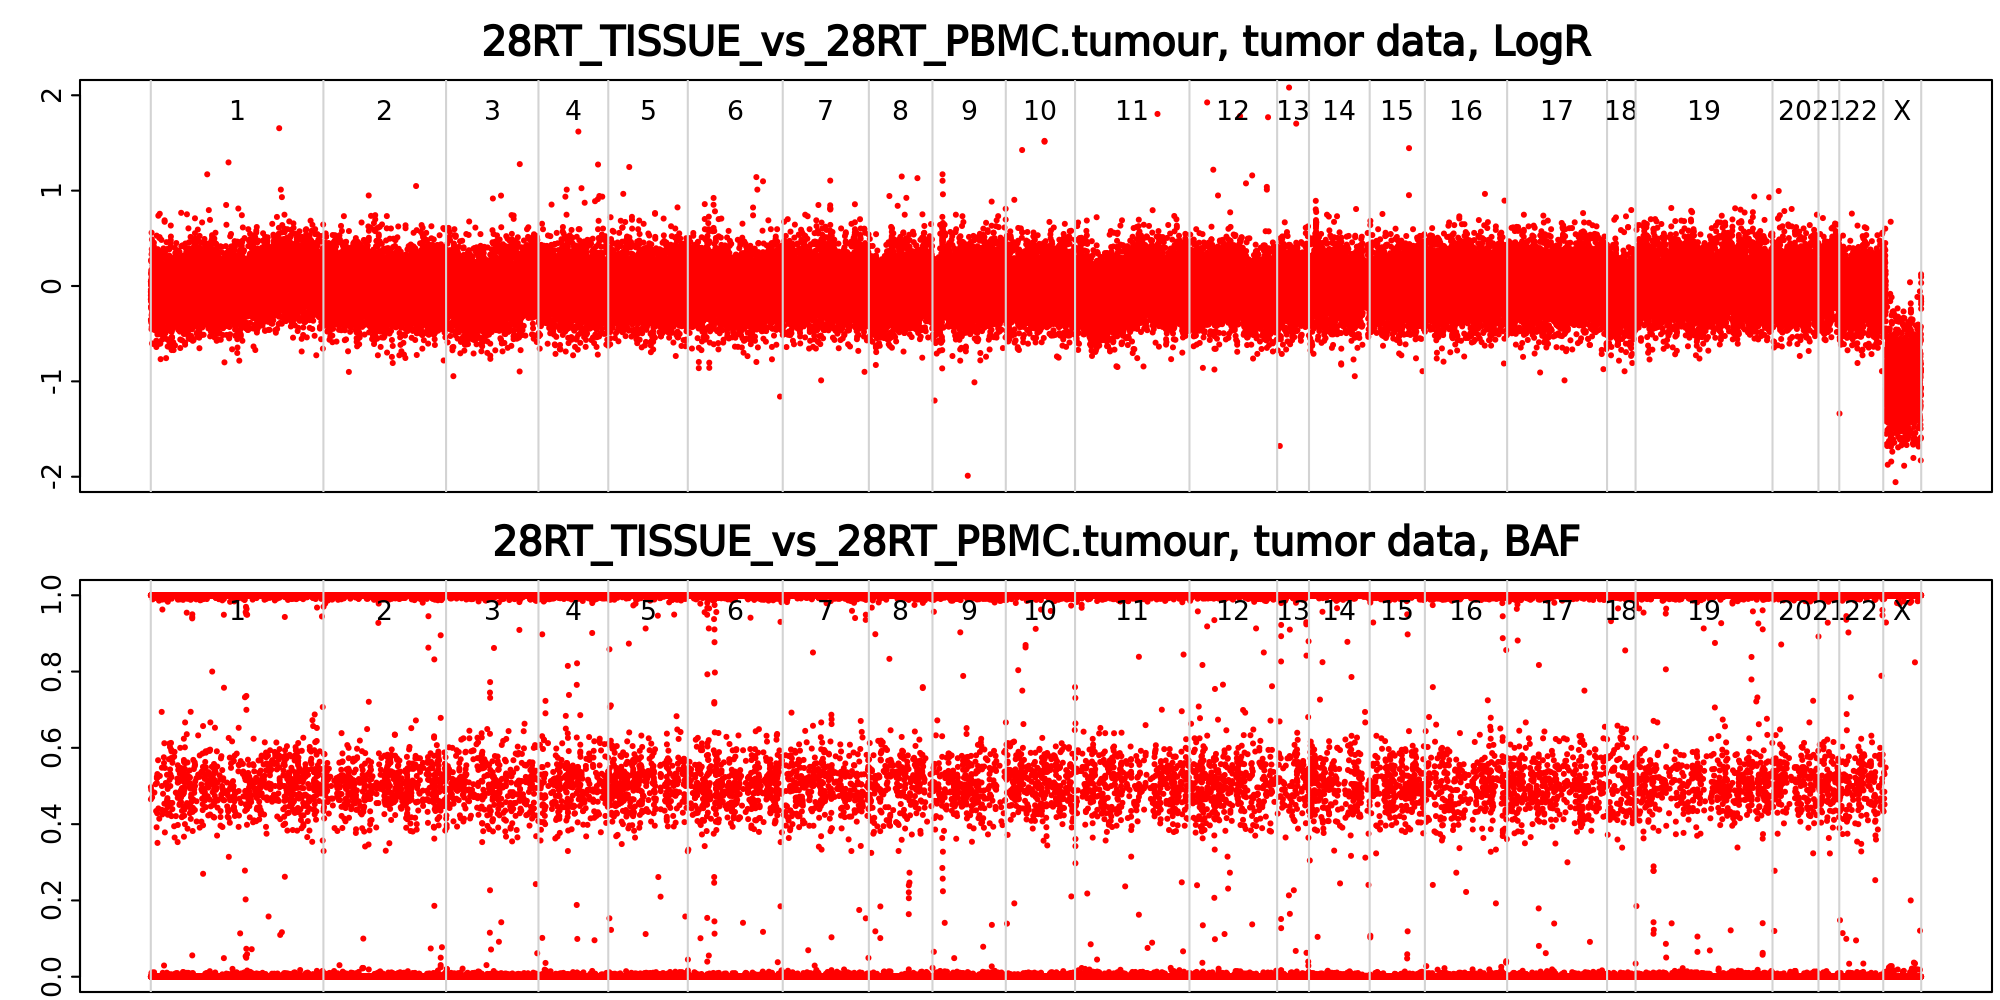 28RT_TISSUE_vs_28RT_PBMC.tumour, tumor data, LogR
2
1
0
-1
-2
1 2 3 4 5 6 7 8 9 10 11 12 13 14 15 16 17 18 19 20 21 22 X
28RT_TISSUE_vs_28RT_PBMC.tumour, tumor data, BAF
1.0
0.8
0.6
0.4
0.2
0.0
1 2 3 4 5 6 7 8 9 10 11 12 13 14 15 16 17 18 19 20 21 22 X